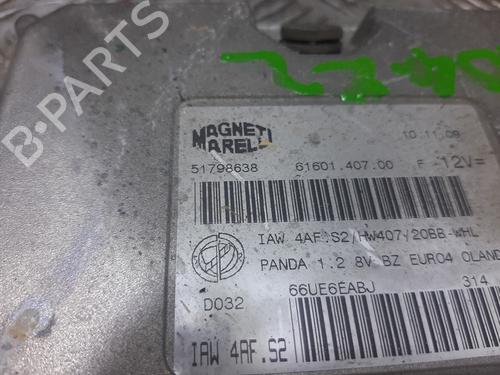 B-PARTS
MAGNETI MARELLI
10.11.09
51798638 61601.407.00 F 12V=
IAW 4AF.S2/HW407/20BB-WHL
PANDA 1.2 8V BZ EURO4 OLAND
D032 66UE6EABJ 314
IAW 4AF.S2